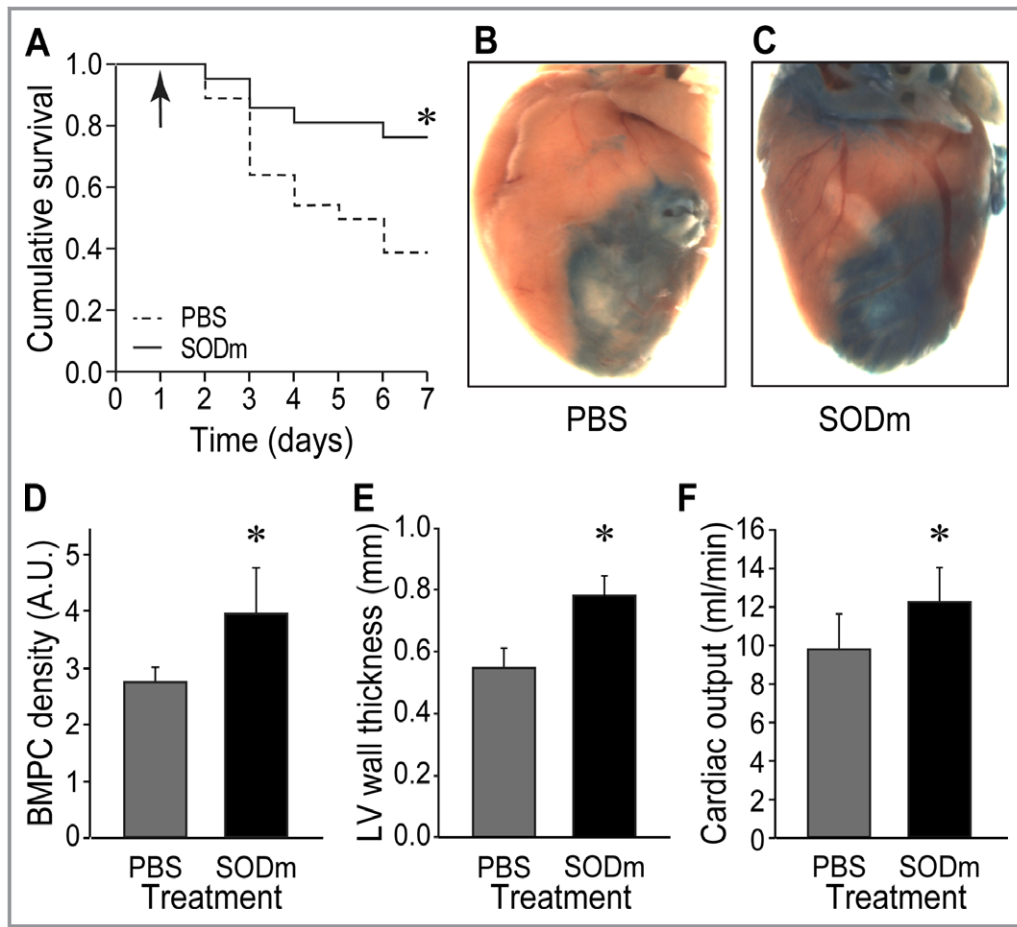 A
Cumulative survival
1.0
0.8
0.6
0.4
0.2
0.0
*
PBS
SODm
0 1 2 3 4 5 6 7
Time (days)
B
PBS
C
SODm
D
BMPC density (A.U.)
5
4
3
2
1
0
*
PBS SODm
Treatment
E
LV wall thickness (mm)
1.0
0.8
0.6
0.4
0.2
0.0
*
PBS SODm
Treatment
F
Cardiac output (ml/min)
16
14
12
10
8
6
4
2
0
*
PBS SODm
Treatment